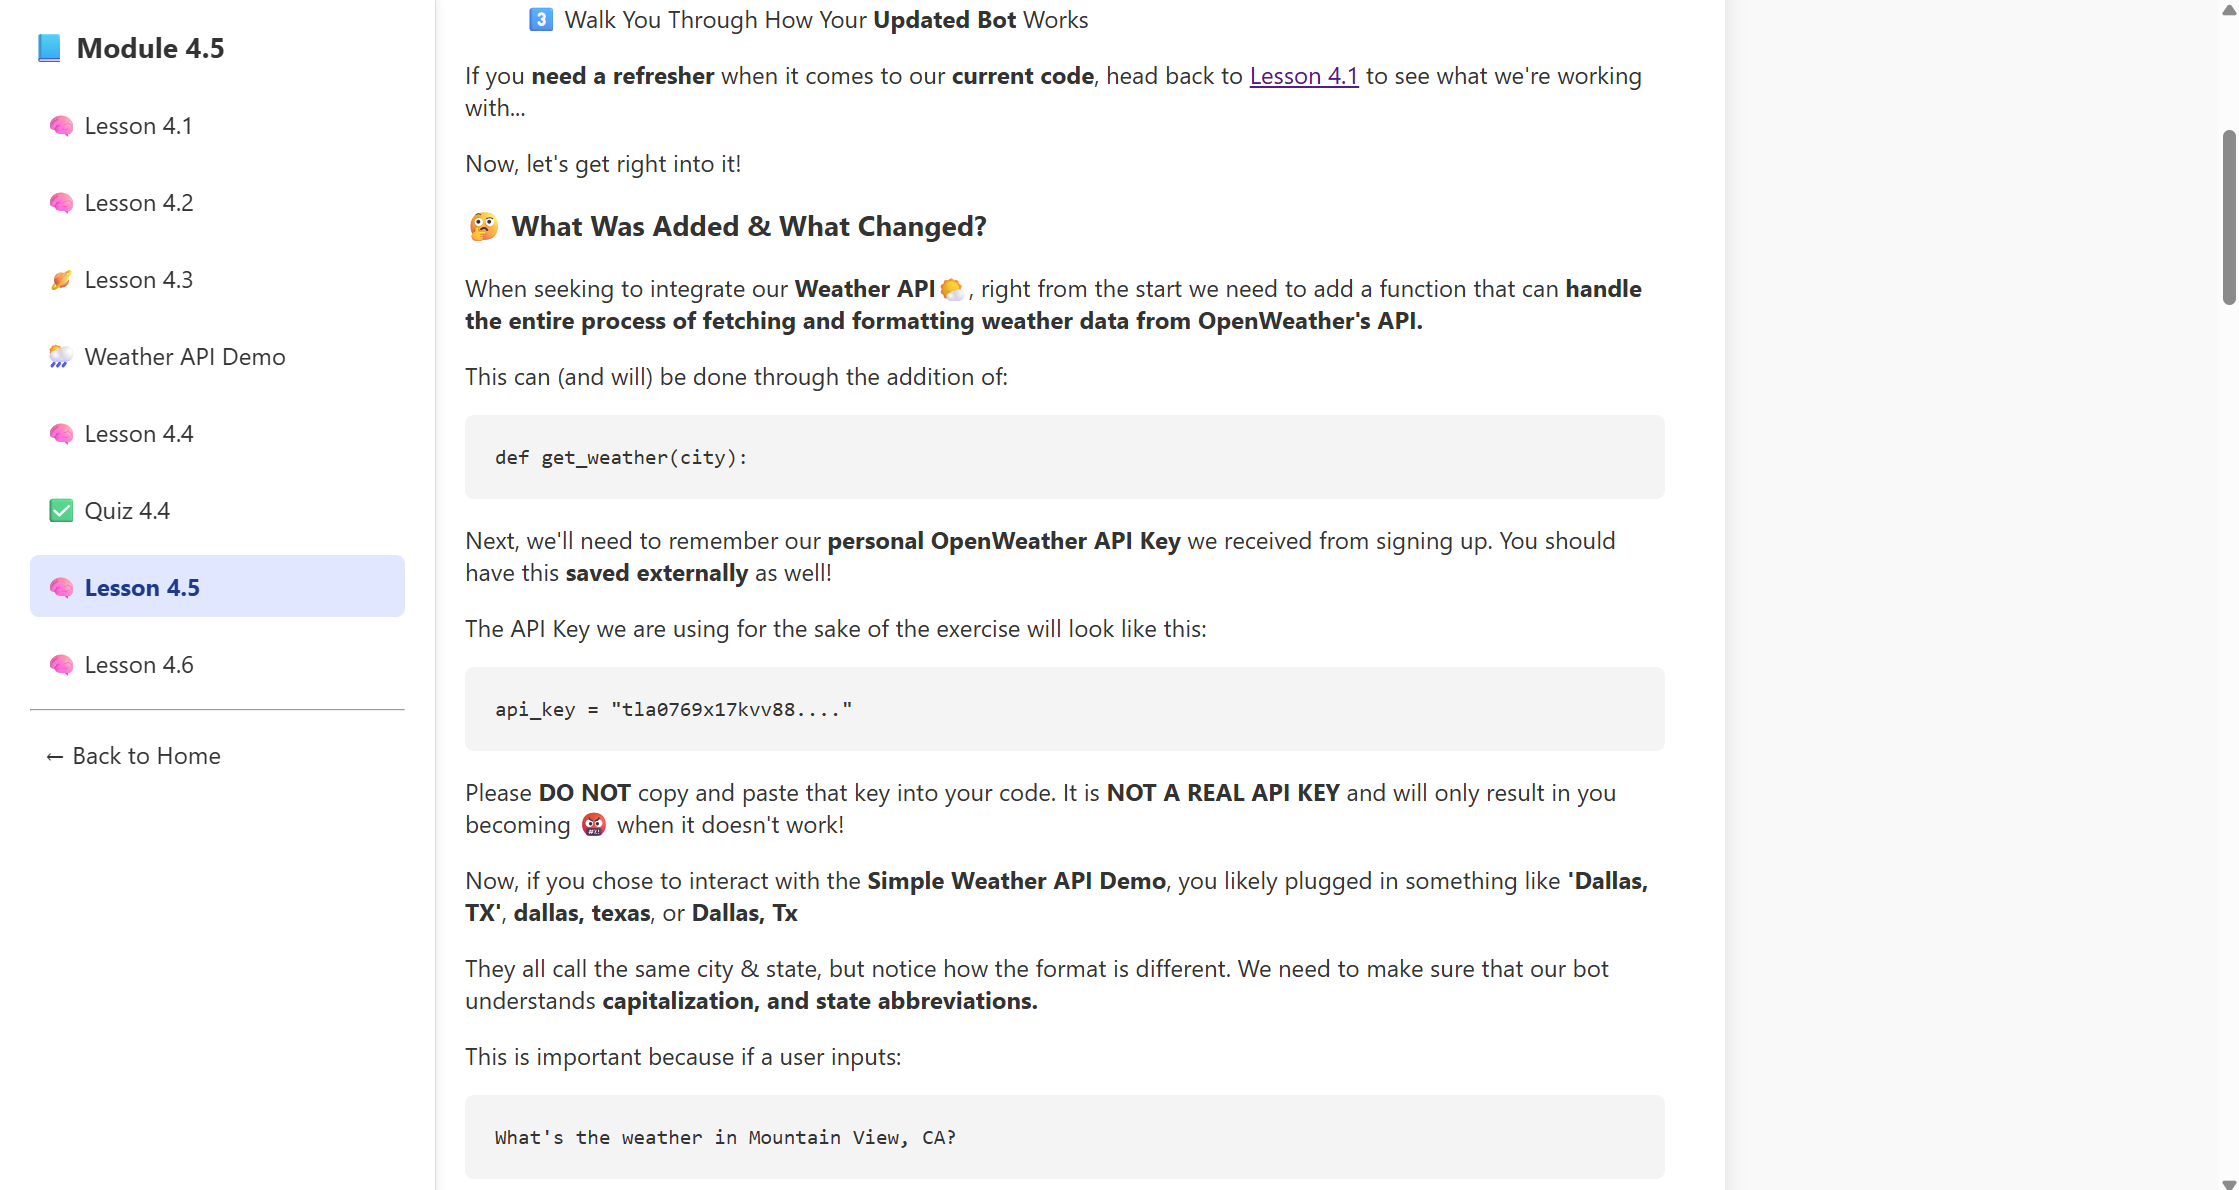 📘 Module 4.5
🧠 Lesson 4.1
🧠 Lesson 4.2
🪐 Lesson 4.3
🌦️ Weather API Demo
🧠 Lesson 4.4
✅ Quiz 4.4
🧠 Lesson 4.5
🧠 Lesson 4.6
← Back to Home
3️⃣ Walk You Through How Your Updated Bot Works
If you need a refresher when it comes to our current code, head back to Lesson 4.1 to see what we're working
with...
Now, let's get right into it!
🤔 What Was Added & What Changed?
When seeking to integrate our Weather API🌤️, right from the start we need to add a function that can handle
the entire process of fetching and formatting weather data from OpenWeather's API.
This can (and will) be done through the addition of:
def get_weather(city):
Next, we'll need to remember our personal OpenWeather API Key we received from signing up. You should
have this saved externally as well!
The API Key we are using for the sake of the exercise will look like this:
api_key = "tla0769x17kvv88...."
Please DO NOT copy and paste that key into your code. It is NOT A REAL API KEY and will only result in you
becoming 🤬 when it doesn't work!
Now, if you chose to interact with the Simple Weather API Demo, you likely plugged in something like 'Dallas,
TX', dallas, texas, or Dallas, Tx
They all call the same city & state, but notice how the format is different. We need to make sure that our bot
understands capitalization, and state abbreviations.
This is important because if a user inputs:
What's the weather in Mountain View, CA?